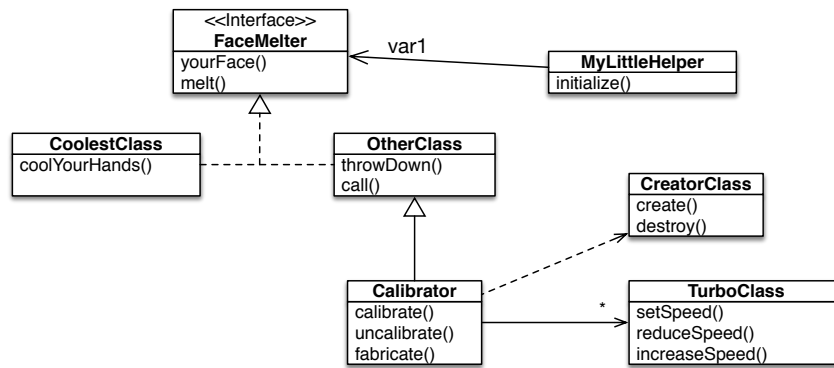 <<Interface>>
FaceMelter
yourFace()
melt()
var1
MyLittleHelper
initialize()
CoolestClass
coolYourHands()
OtherClass
throwDown()
call()
CreatorClass
create()
destroy()
Calibrator
calibrate()
uncalibrate()
fabricate()
*
TurboClass
setSpeed()
reduceSpeed()
increaseSpeed()